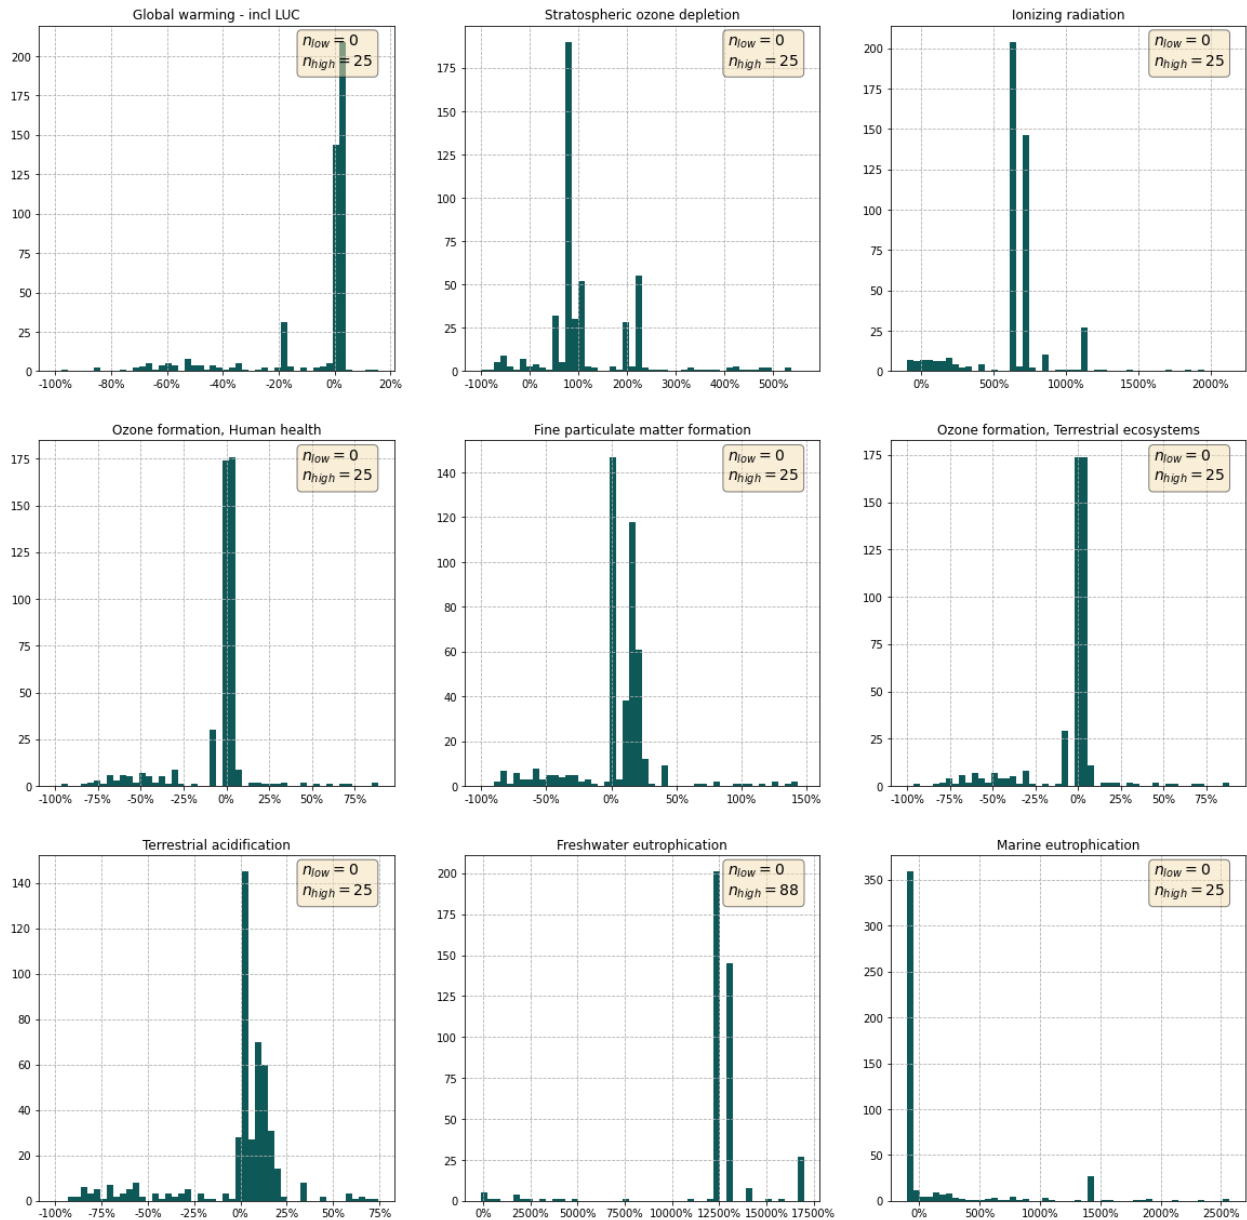 Global warming - incl LUC
n_low = 0
n_high = 25
200
175
150
125
100
75
50
25
0
-100% -80% -60% -40% -20% 0% 20%
Stratospheric ozone depletion
n_low = 0
n_high = 25
175
150
125
100
75
50
25
0
-100% 0% 100% 200% 300% 400% 500%
Ionizing radiation
n_low = 0
n_high = 25
200
175
150
125
100
75
50
25
0
0% 500% 1000% 1500% 2000%
Ozone formation, Human health
n_low = 0
n_high = 25
175
150
125
100
75
50
25
0
-100% -75% -50% -25% 0% 25% 50% 75%
Fine particulate matter formation
n_low = 0
n_high = 25
140
120
100
80
60
40
20
0
-100% -50% 0% 50% 100% 150%
Ozone formation, Terrestrial ecosystems
n_low = 0
n_high = 25
175
150
125
100
75
50
25
0
-100% -75% -50% -25% 0% 25% 50% 75%
Terrestrial acidification
n_low = 0
n_high = 25
140
120
100
80
60
40
20
0
-100% -75% -50% -25% 0% 25% 50% 75%
Freshwater eutrophication
n_low = 0
n_high = 88
200
175
150
125
100
75
50
25
0
0% 2500% 5000% 7500% 10000% 12500% 15000% 17500%
Marine eutrophication
n_low = 0
n_high = 25
350
300
250
200
150
100
50
0
0% 500% 1000% 1500% 2000% 2500%